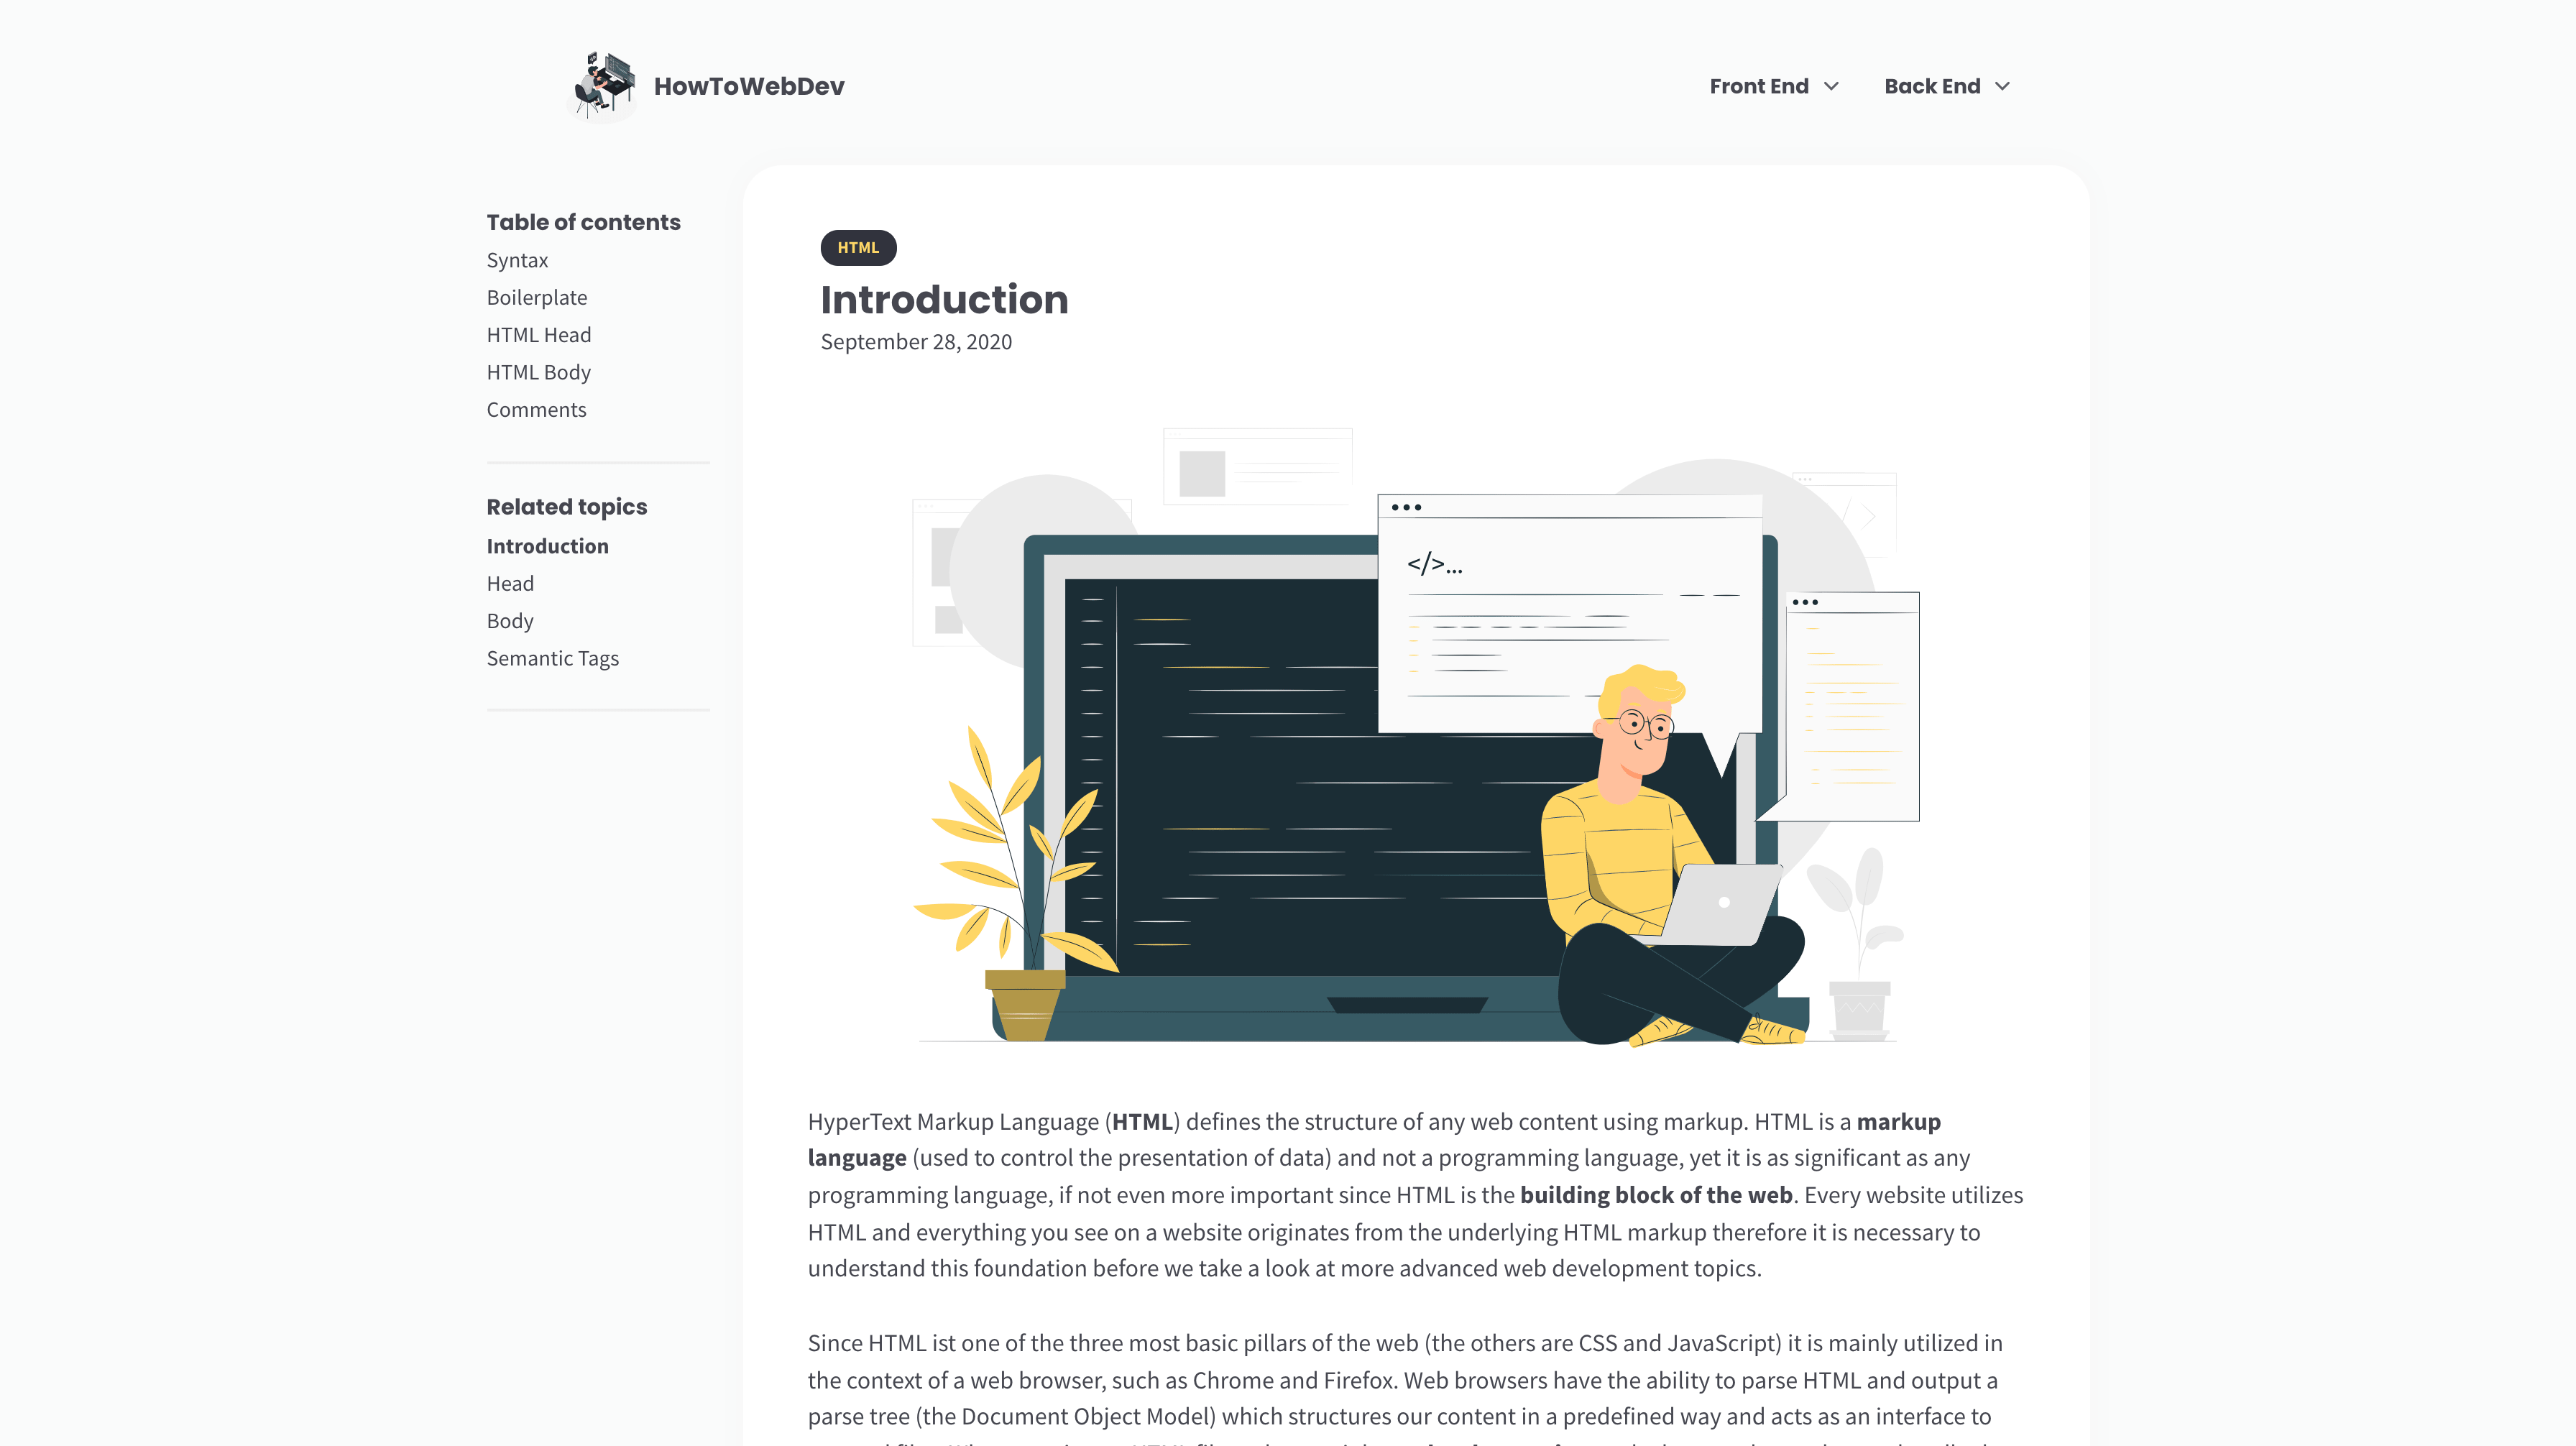 HowToWebDev
Front End
Back End
Table of contents
Syntax
Boilerplate
HTML Head
HTML Body
Comments
Related topics
Introduction
Head
Body
Semantic Tags
HTML
Introduction
September 28, 2020
</>...
HyperText Markup Language (HTML) defines the structure of any web content using markup. HTML is a markup
language (used to control the presentation of data) and not a programming language, yet it is as significant as any
programming language, if not even more important since HTML is the building block of the web. Every website utilizes
HTML and everything you see on a website originates from the underlying HTML markup therefore it is necessary to
understand this foundation before we take a look at more advanced web development topics.
Since HTML ist one of the three most basic pillars of the web (the others are CSS and JavaScript) it is mainly utilized in
the context of a web browser, such as Chrome and Firefox. Web browsers have the ability to parse HTML and output a
parse tree (the Document Object Model) which structures our content in a predefined way and acts as an interface to